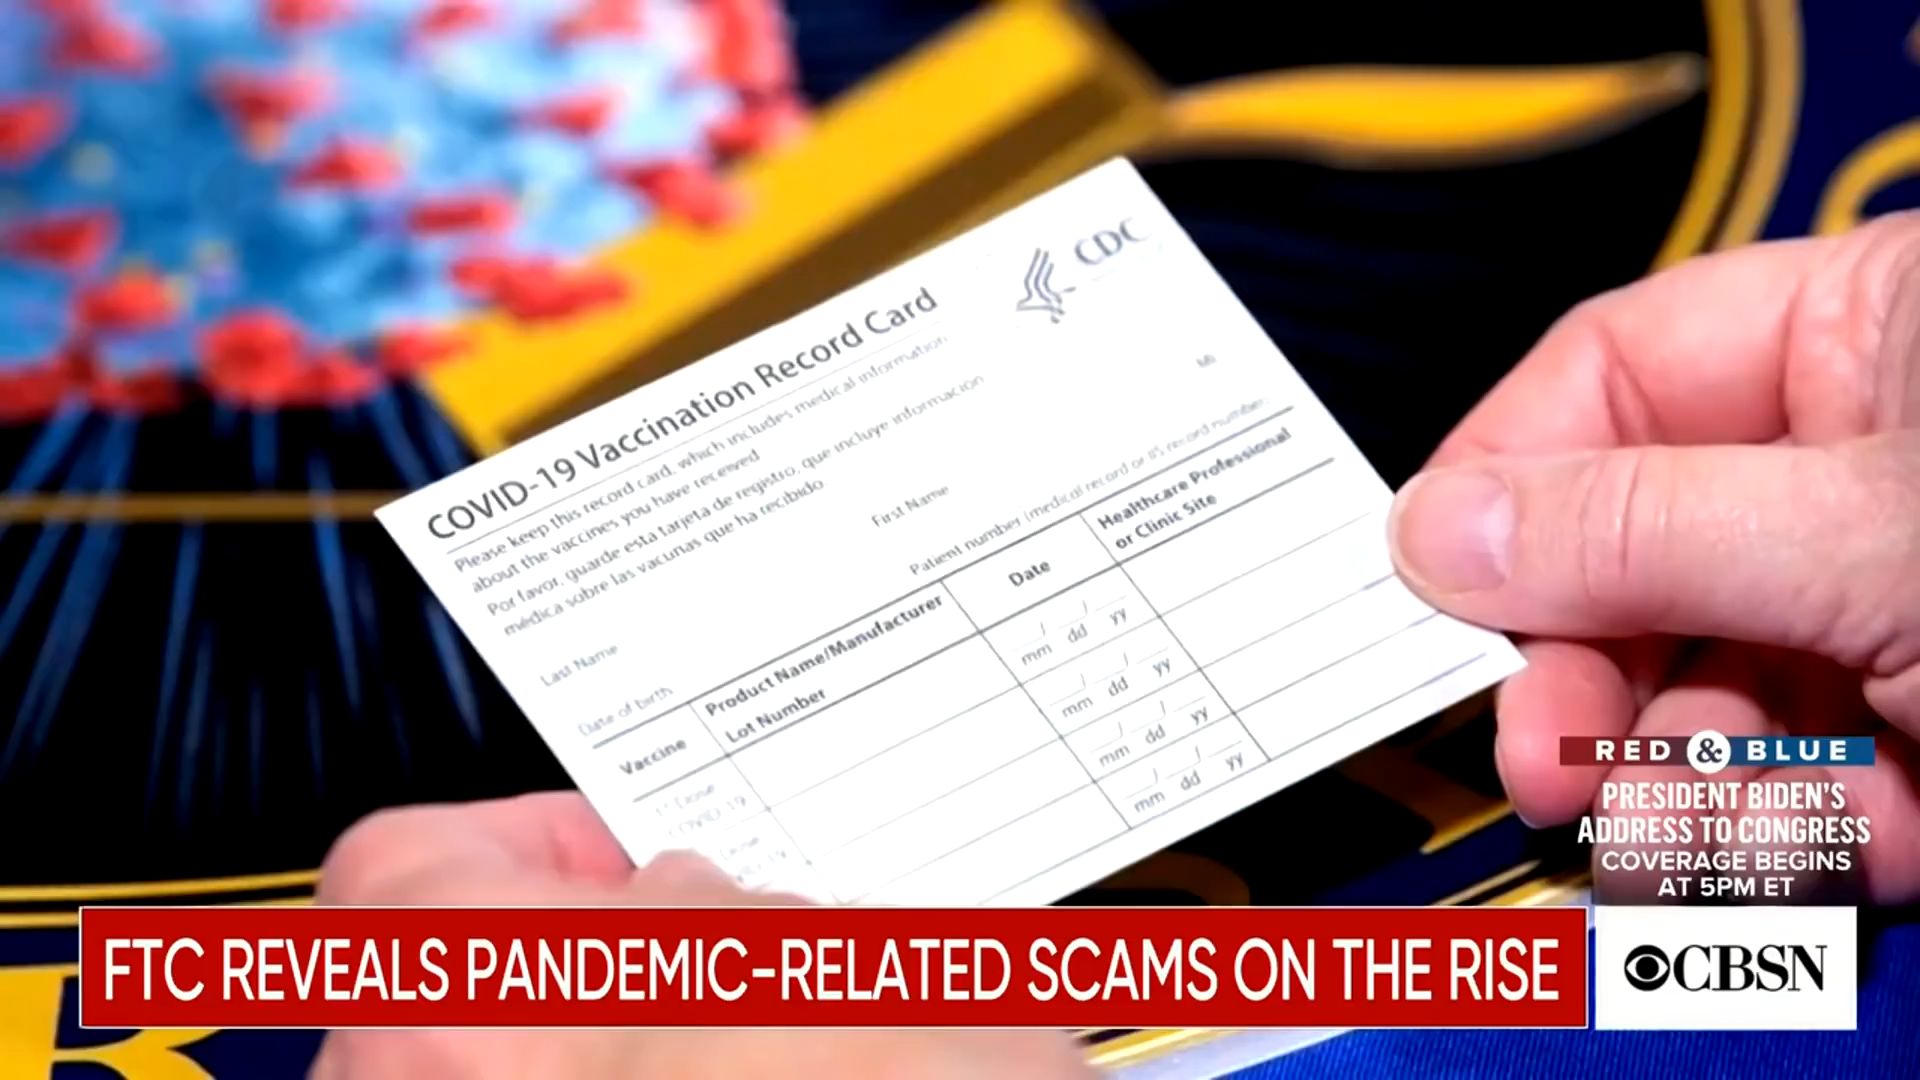 COVID-19 Vaccination Record Card
CDC
Please keep this record card, which includes medical information
about the vaccines you have received
Por favor, guarde esta tarjeta de registro, que incluye información
médica sobre las vacunas que ha recibido
MI
First Name
Last Name
Patient number (medical record or IIS record number
Date of birth
Vaccine
Product Name/Manufacturer
Lot Number
Date
Healthcare Professional
or Clinic Site
1st Dose
COVID-19
mm dd yy
mm dd yy
mm dd yy
mm dd yy
RED & BLUE
PRESIDENT BIDEN'S
ADDRESS TO CONGRESS
COVERAGE BEGINS
AT 5PM ET
FTC REVEALS PANDEMIC-RELATED SCAMS ON THE RISE
CBSN